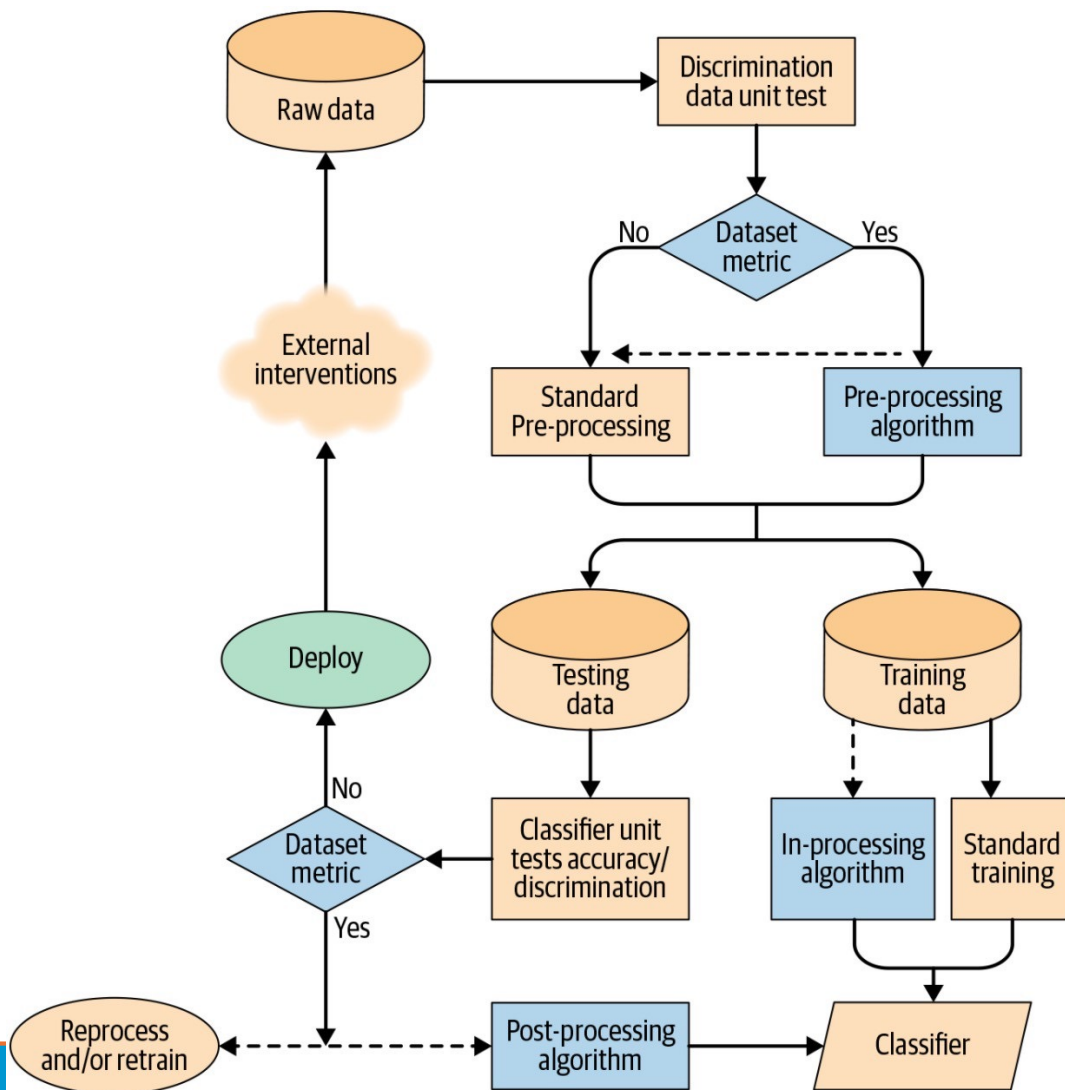 Raw data
Discrimination
data unit test
No
Dataset
metric
Yes
External
interventions
Standard
Pre-processing
Pre-processing
algorithm
Deploy
Testing
data
Training
data
No
Dataset
metric
Yes
Classifier unit
tests accuracy/
discrimination
In-processing
algorithm
Standard
training
Reprocess
and/or retrain
Post-processing
algorithm
Classifier